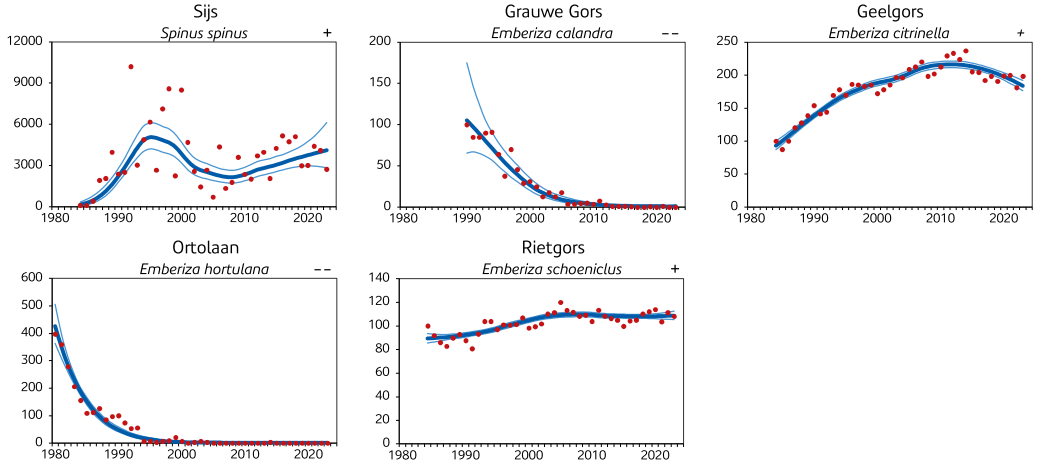 Sijs
Spinus spinus +
12000
9000
6000
3000
0
1980 1990 2000 2010 2020
Grauwe Gors
Emberiza calandra --
200
150
100
50
0
1980 1990 2000 2010 2020
Geelgors
Emberiza citrinella +
250
200
150
100
50
0
1980 1990 2000 2010 2020
Ortolaan
Emberiza hortulana --
600
500
400
300
200
100
0
1980 1990 2000 2010 2020
Rietgors
Emberiza schoeniclus +
140
120
100
80
60
40
20
0
1980 1990 2000 2010 2020